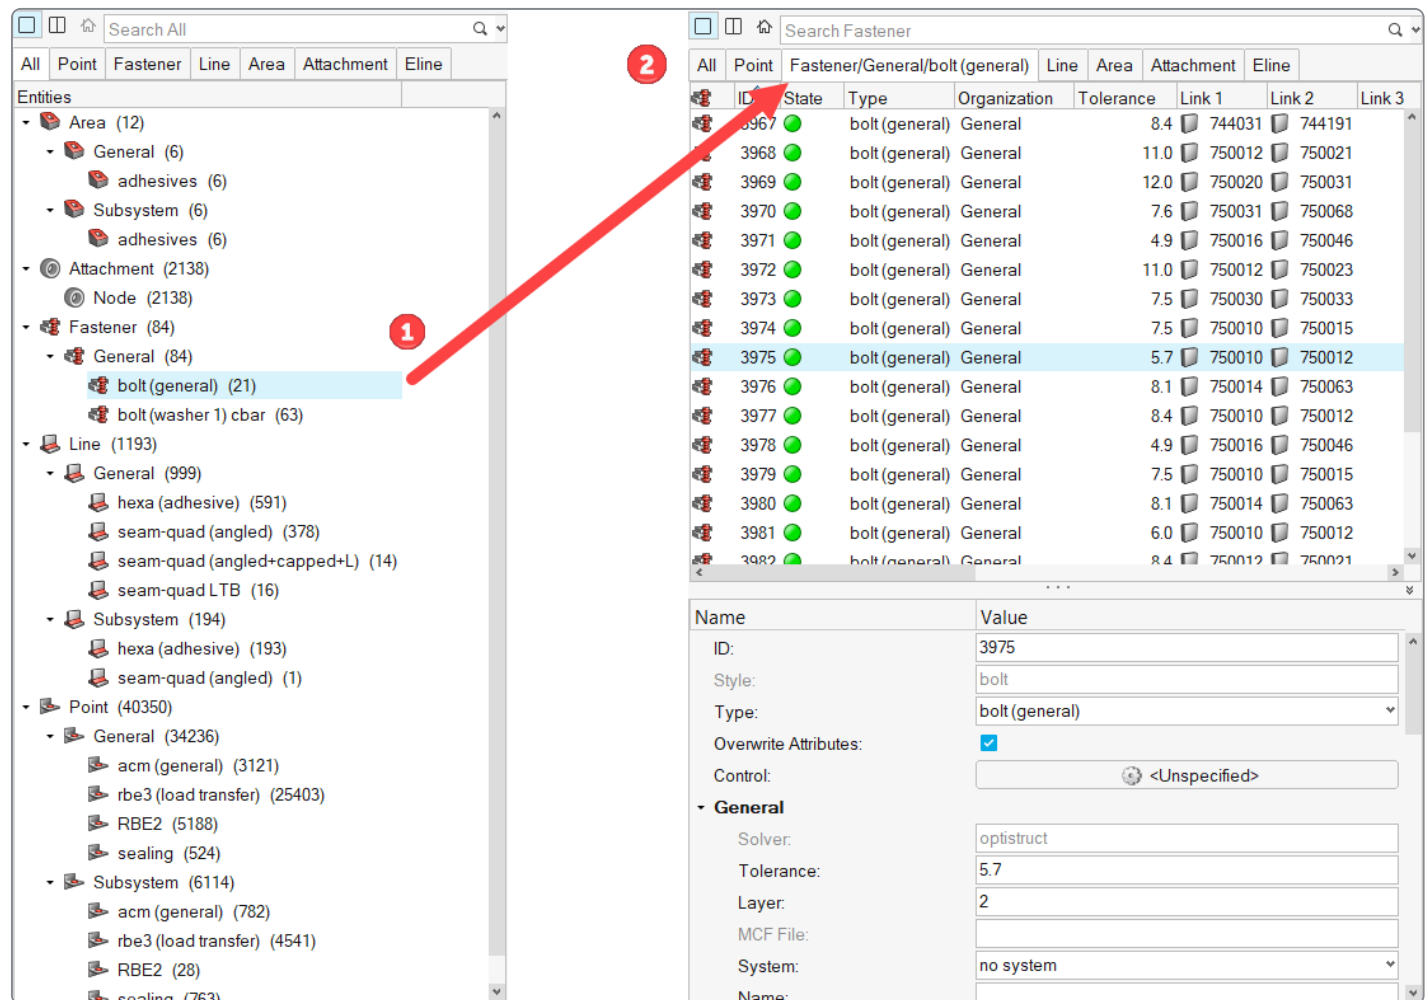 Search All
All Point Fastener Line Area Attachment Eline
Entities
Area (12)
General (6)
adhesives (6)
Subsystem (6)
adhesives (6)
Attachment (2138)
Node (2138)
Fastener (84)
General (84)
bolt (general) (21)
bolt (washer 1) cbar (63)
Line (1193)
General (999)
hexa (adhesive) (591)
seam-quad (angled) (378)
seam-quad (angled+capped+L) (14)
seam-quad LTB (16)
Subsystem (194)
hexa (adhesive) (193)
seam-quad (angled) (1)
Point (40350)
General (34236)
acm (general) (3121)
rbe3 (load transfer) (25403)
RBE2 (5188)
sealing (524)
Subsystem (6114)
acm (general) (782)
rbe3 (load transfer) (4541)
RBE2 (28)
sealing (763)
1
2
Search Fastener
All Point Fastener/General/bolt (general) Line Area Attachment Eline
ID State Type Organization Tolerance Link 1 Link 2 Link 3
3967 bolt (general) General 8.4 744031 744191
3968 bolt (general) General 11.0 750012 750021
3969 bolt (general) General 12.0 750020 750031
3970 bolt (general) General 7.6 750031 750068
3971 bolt (general) General 4.9 750016 750046
3972 bolt (general) General 11.0 750012 750023
3973 bolt (general) General 7.5 750030 750033
3974 bolt (general) General 7.5 750010 750015
3975 bolt (general) General 5.7 750010 750012
3976 bolt (general) General 8.1 750014 750063
3977 bolt (general) General 8.4 750010 750012
3978 bolt (general) General 4.9 750016 750046
3979 bolt (general) General 7.5 750010 750015
3980 bolt (general) General 8.1 750014 750063
3981 bolt (general) General 6.0 750010 750012
3982 bolt (general) General 8.4 750012 750021
Name Value
ID: 3975
Style: bolt
Type: bolt (general)
Overwrite Attributes:
Control: <Unspecified>
General
Solver: optistruct
Tolerance: 5.7
Layer: 2
MCF File:
System: no system
Name: